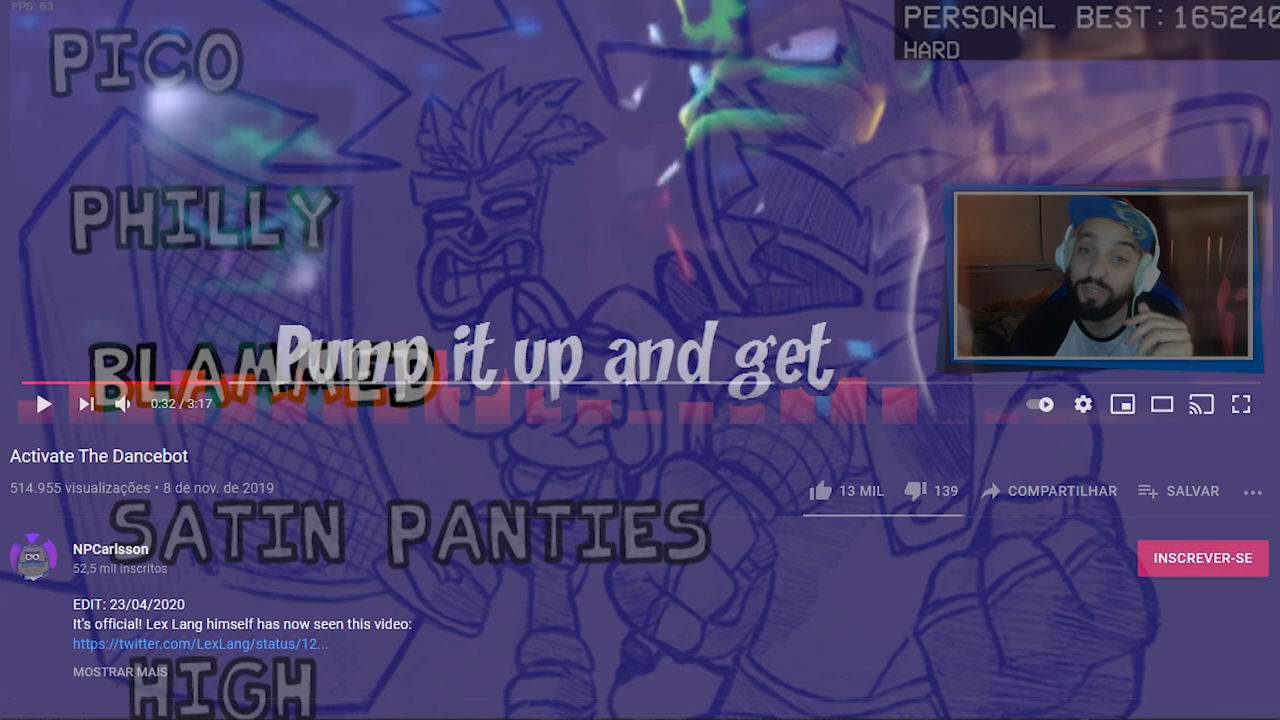 FPS: 63
PERSONAL BEST: 165240
HARD
PICO
PHILLY
BLAMMED
Pump it up and get
0:32 / 3:17
Activate The Dancebot
514.955 visualizações • 8 de nov. de 2019
13 MIL
139
COMPARTILHAR
SALVAR
SATIN PANTIES
NPCarlsson
52,5 mil inscritos
INSCREVER-SE
EDIT: 23/04/2020
It's official! Lex Lang himself has now seen this video:
https://twitter.com/LexLang/status/12...
MOSTRAR MAIS
HIGH